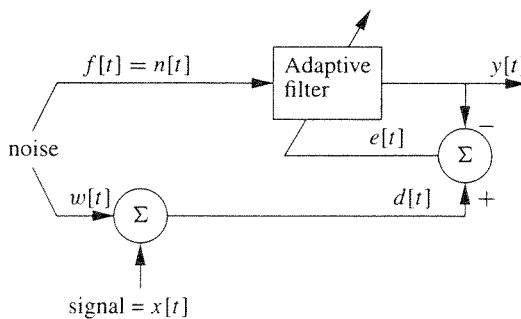 f[t] = n[t]
Adaptive
filter
y[t]
−
e[t]
Σ
noise
w[t]
Σ
d[t]
+
signal = x[t]